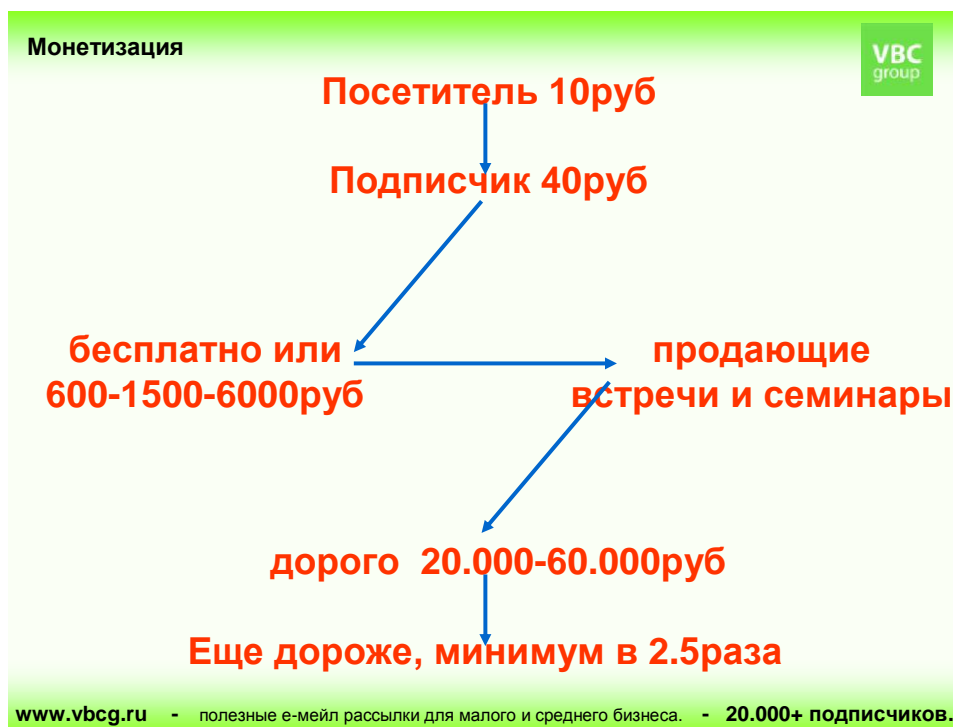 Монетизация
VBC
group
Посетитель 10руб
Подписчик 40руб
бесплатно или
600-1500-6000руб
продающие
встречи и семинары
дорого 20.000-60.000руб
Еще дороже, минимум в 2.5раза
www.vbcg.ru - полезные е-мейл рассылки для малого и среднего бизнеса. - 20.000+ подписчиков.